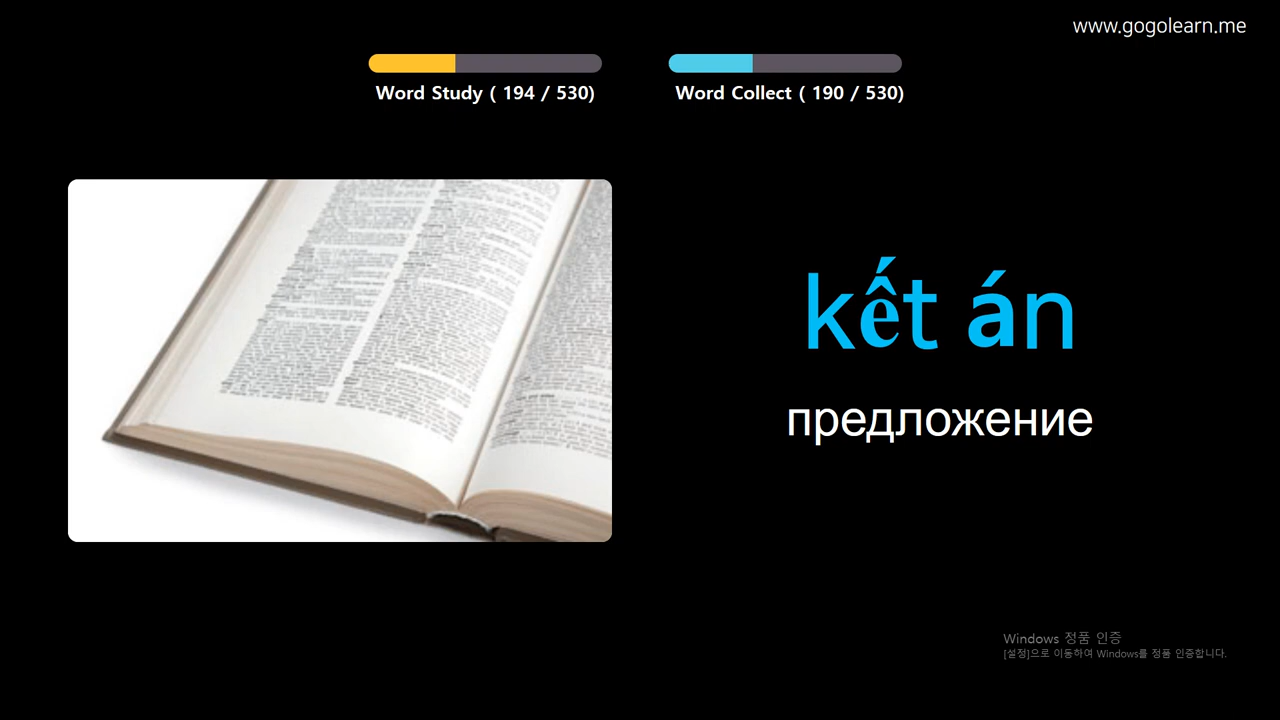 www.gogolearn.me
Word Study ( 194 / 530)
Word Collect ( 190 / 530)
kết án
предложение
Windows 정품 인증
[설정]으로 이동하여 Windows를 정품 인증합니다.